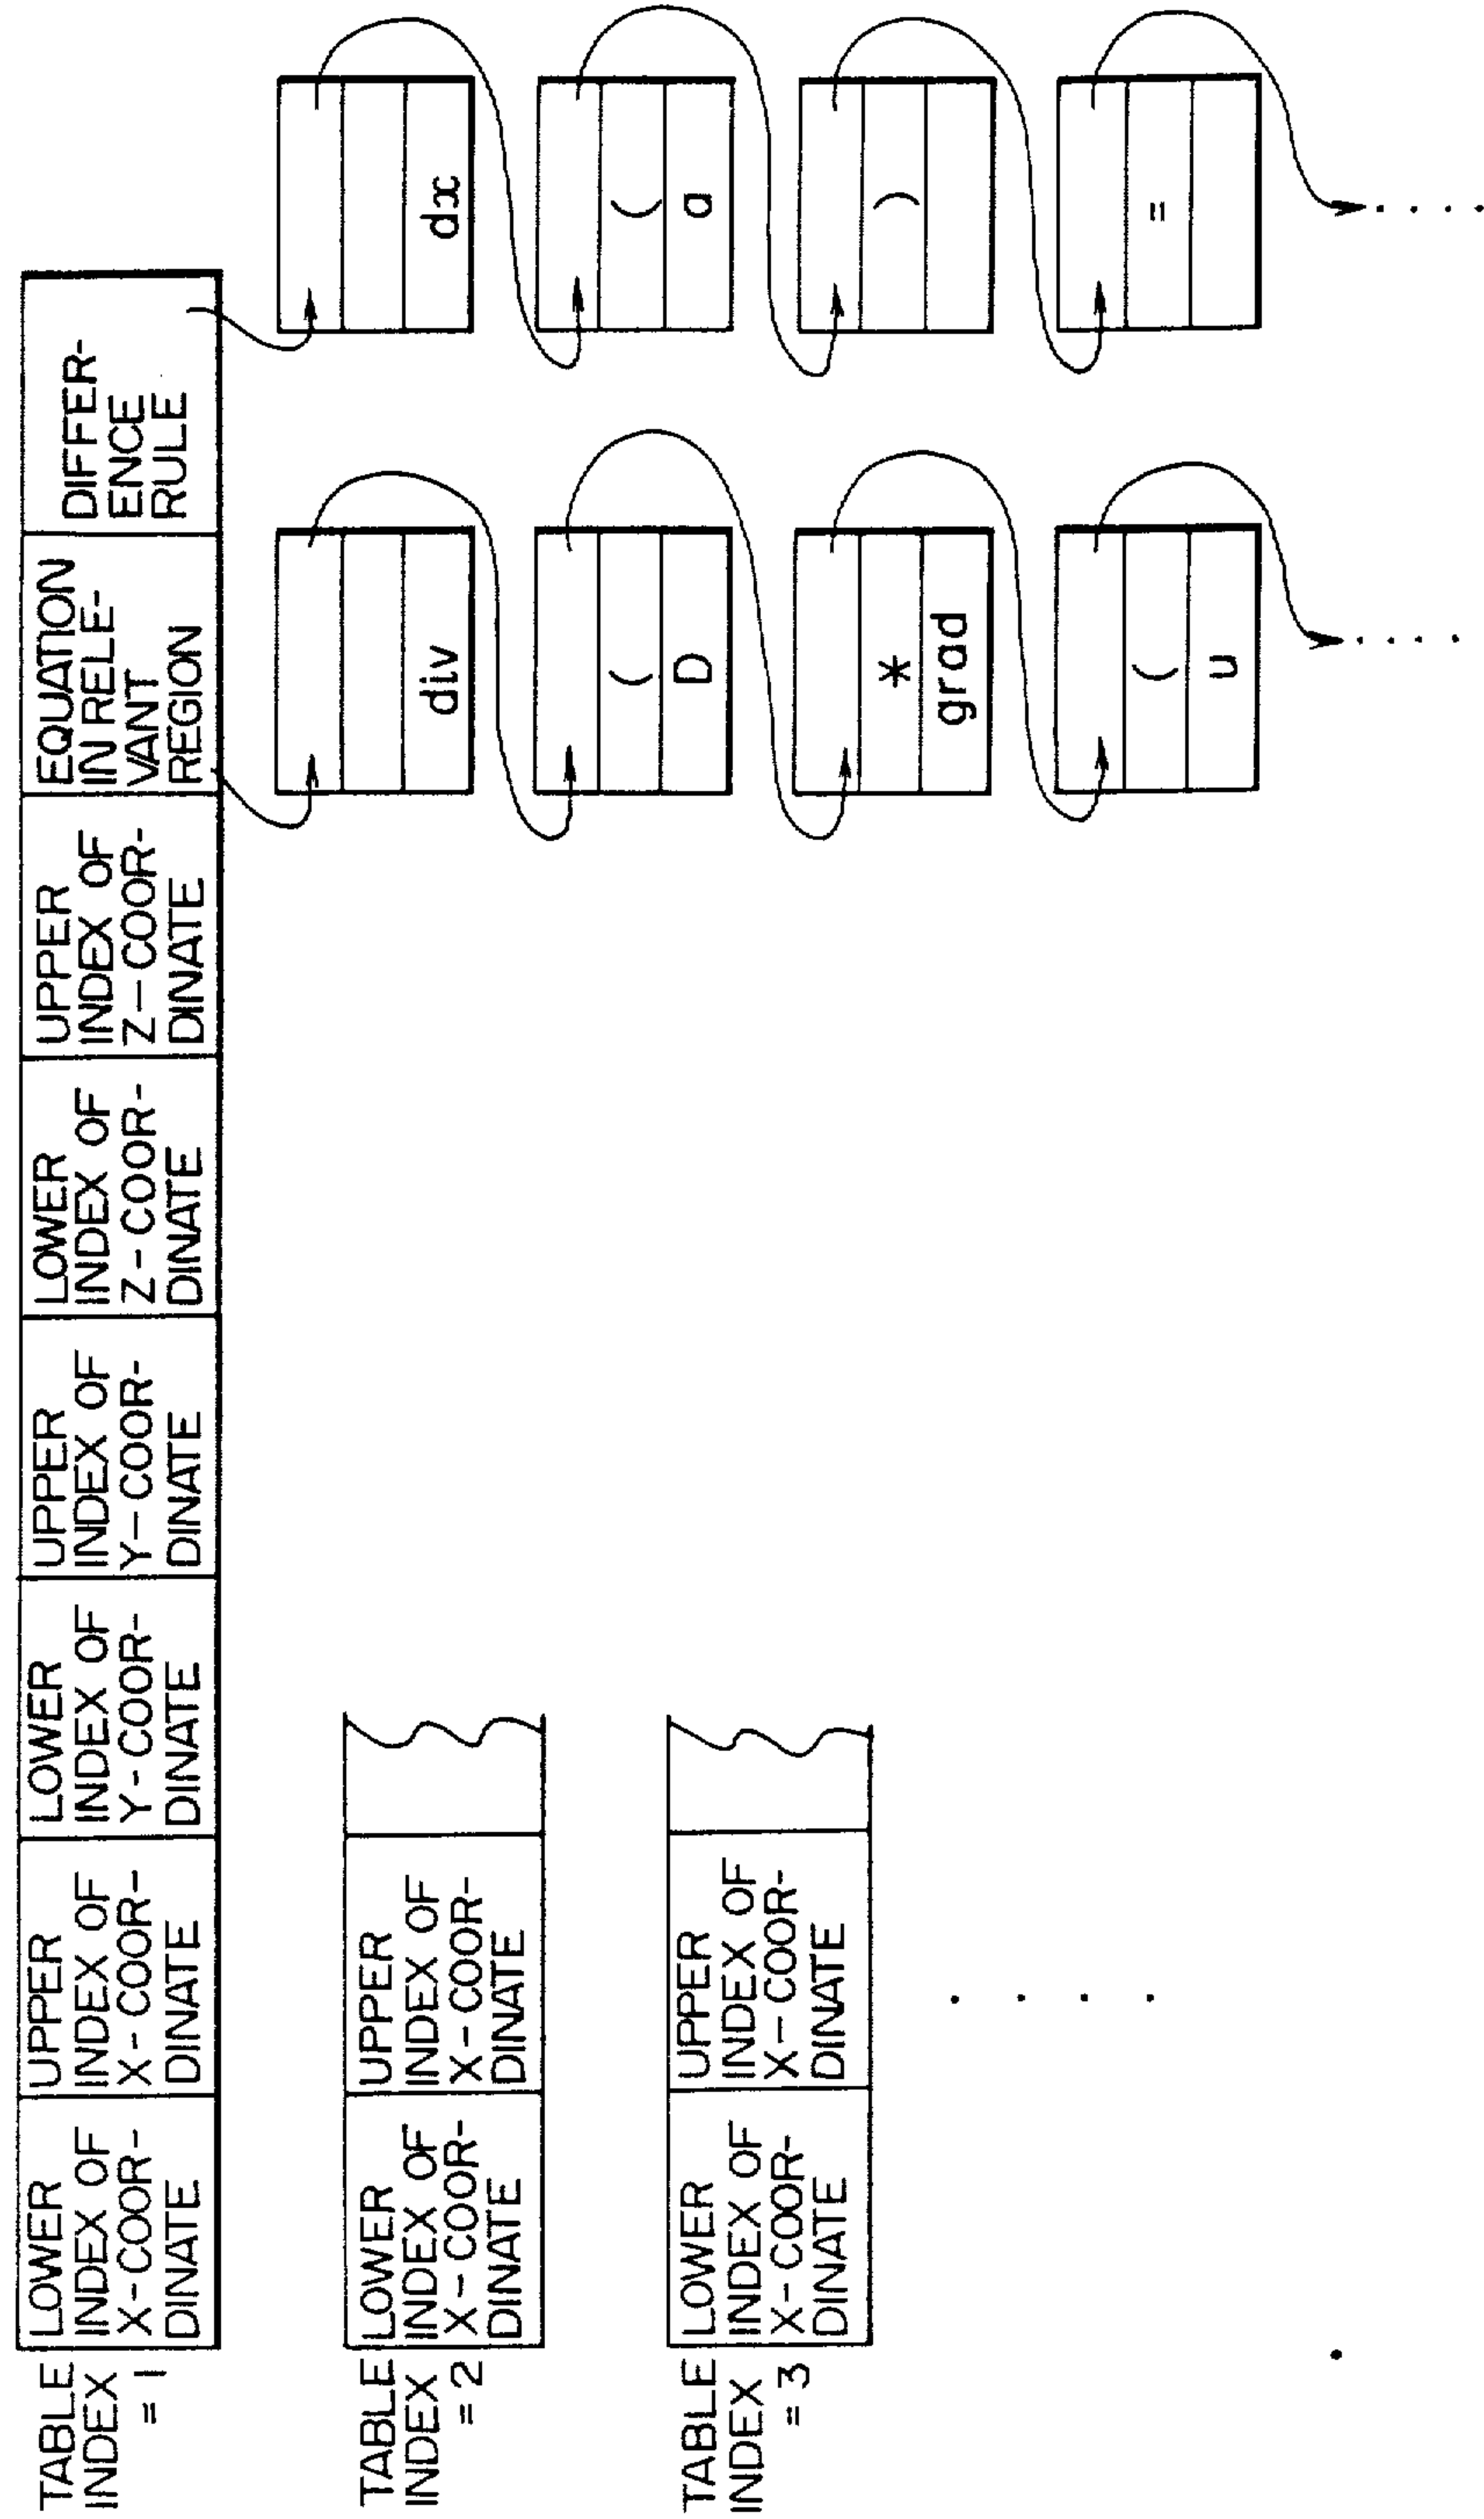 TABLE
INDEX
= 1
LOWER
INDEX OF
X-COOR-
DINATE
UPPER
INDEX OF
X-COOR-
DINATE
LOWER
INDEX OF
Y-COOR-
DINATE
UPPER
INDEX OF
Y-COOR-
DINATE
LOWER
INDEX OF
Z-COOR-
DINATE
UPPER
INDEX OF
Z-COOR-
DINATE
EQUATION
IN RELE-
VANT
REGION
DIFFER-
ENCE
RULE
TABLE
INDEX
= 2
LOWER
INDEX OF
X-COOR-
DINATE
UPPER
INDEX OF
X-COOR-
DINATE
TABLE
INDEX
= 3
LOWER
INDEX OF
X-COOR-
DINATE
UPPER
INDEX OF
X-COOR-
DINATE
div
(
D
*
grad
(
u
dx
(
a
)
=